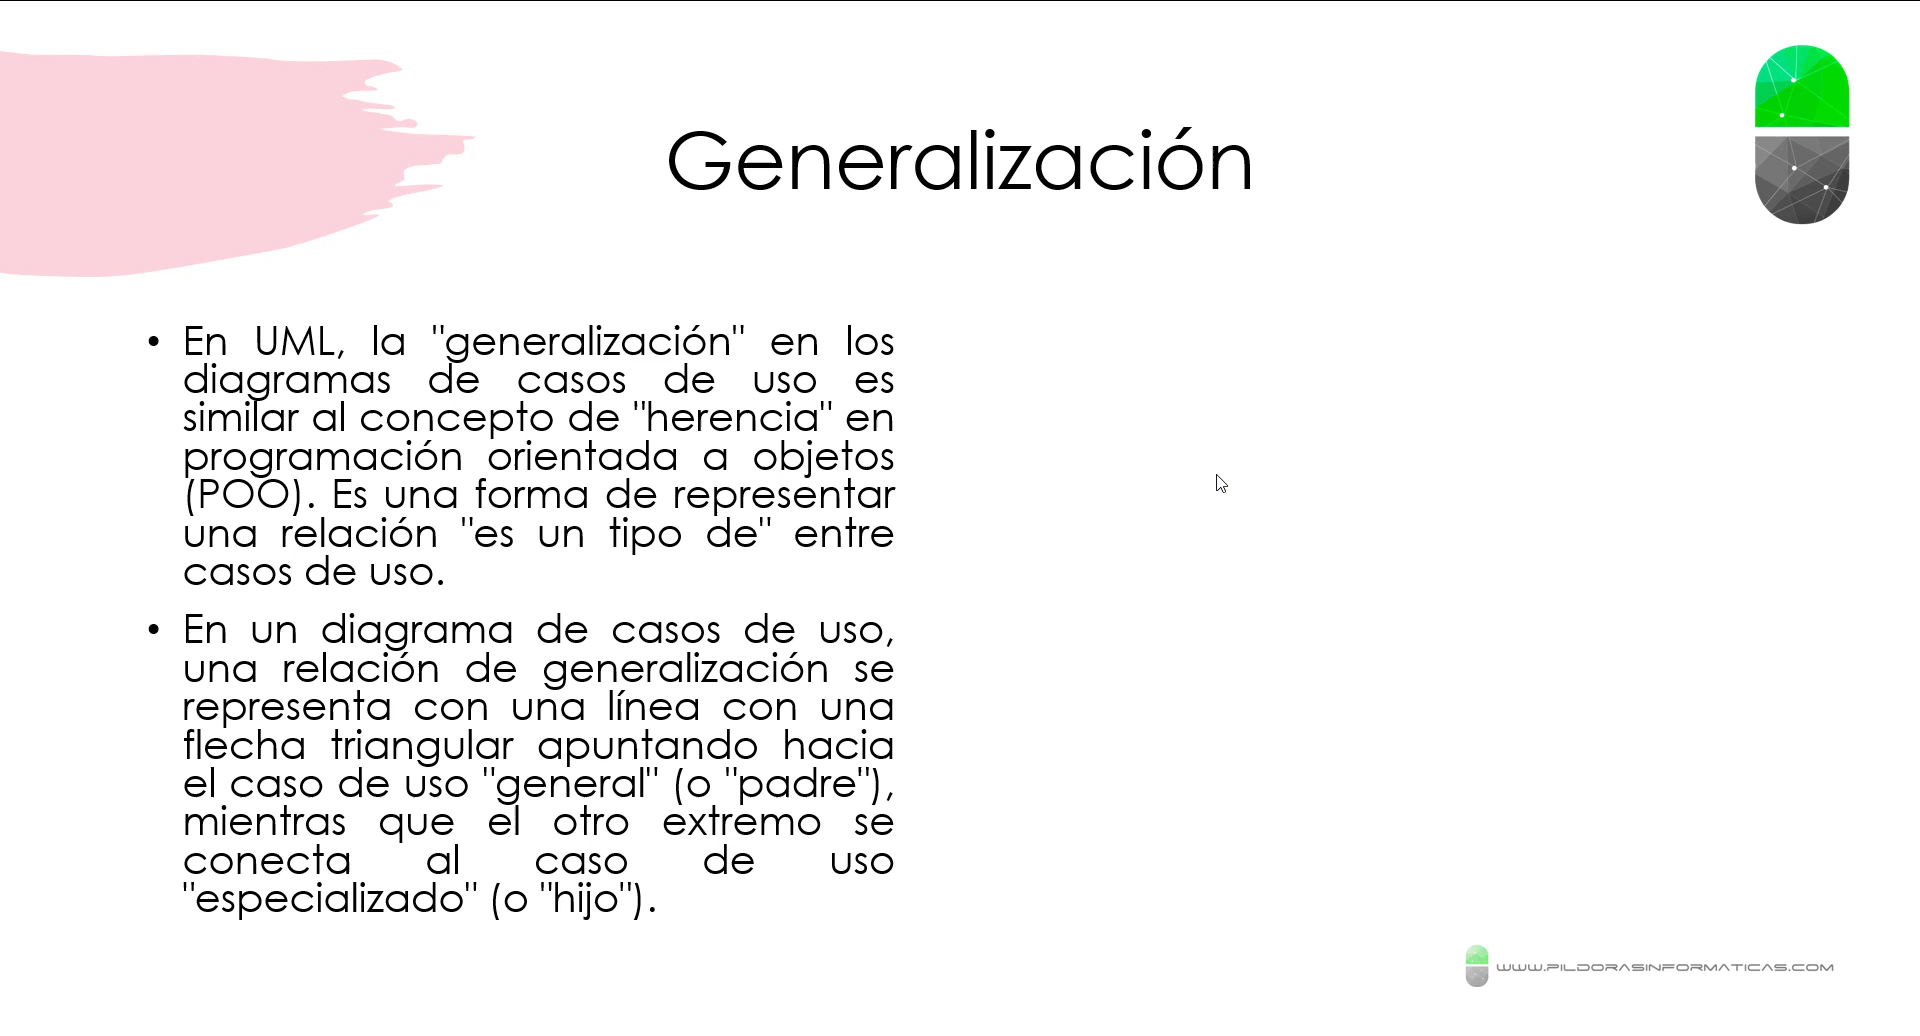 Generalización
• En UML, la "generalización" en los
diagramas de casos de uso es
similar al concepto de "herencia" en
programación orientada a objetos
(POO). Es una forma de representar
una relación "es un tipo de" entre
casos de uso.
• En un diagrama de casos de uso,
una relación de generalización se
representa con una línea con una
flecha triangular apuntando hacia
el caso de uso "general" (o "padre"),
mientras que el otro extremo se
conecta al caso de uso
"especializado" (o "hijo").
WWW.PILDORASINFORMATICAS.COM